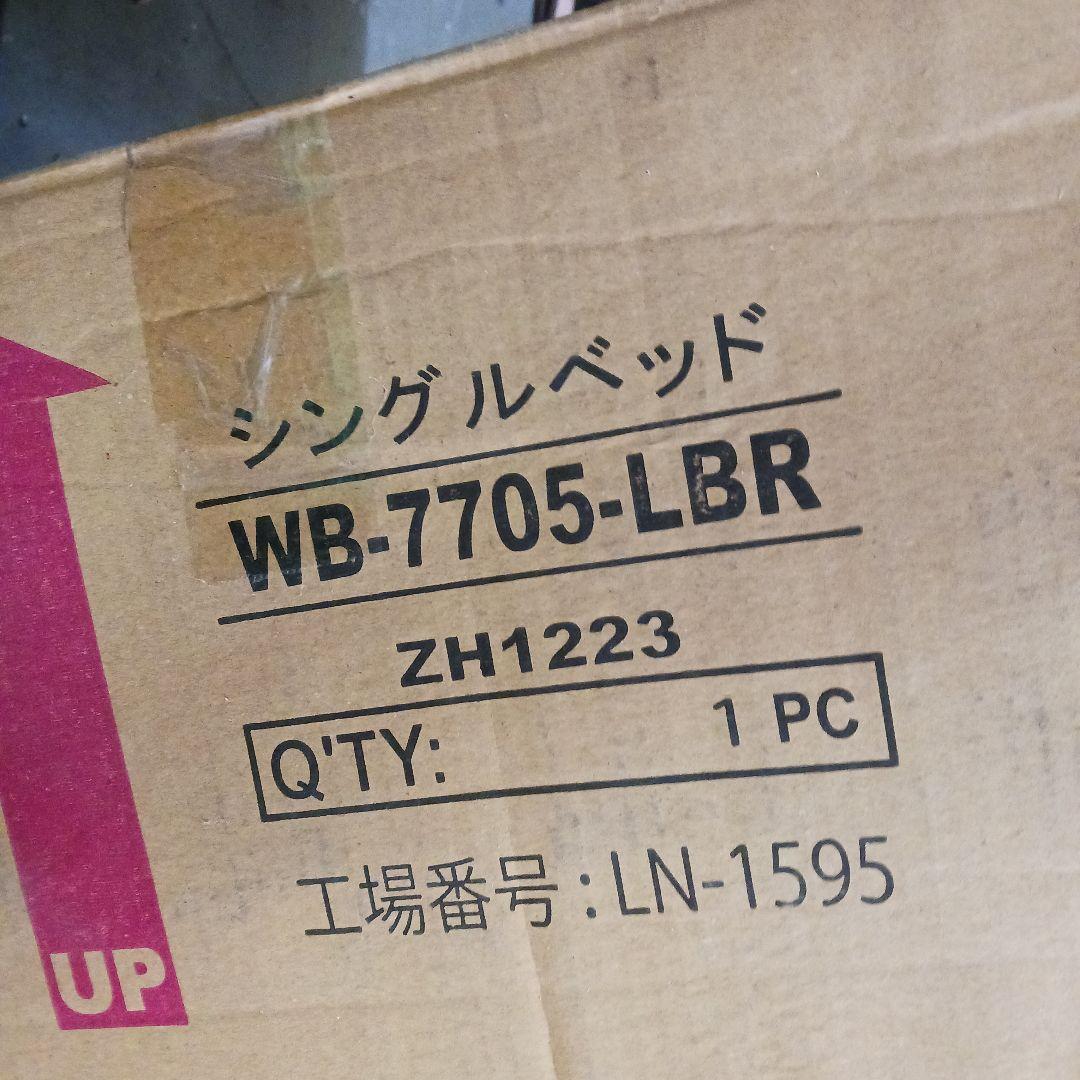 シングルベッド
WB-7705-LBR
ZH1223
Q'TY: 1 PC
工場番号:LN-1595
UP